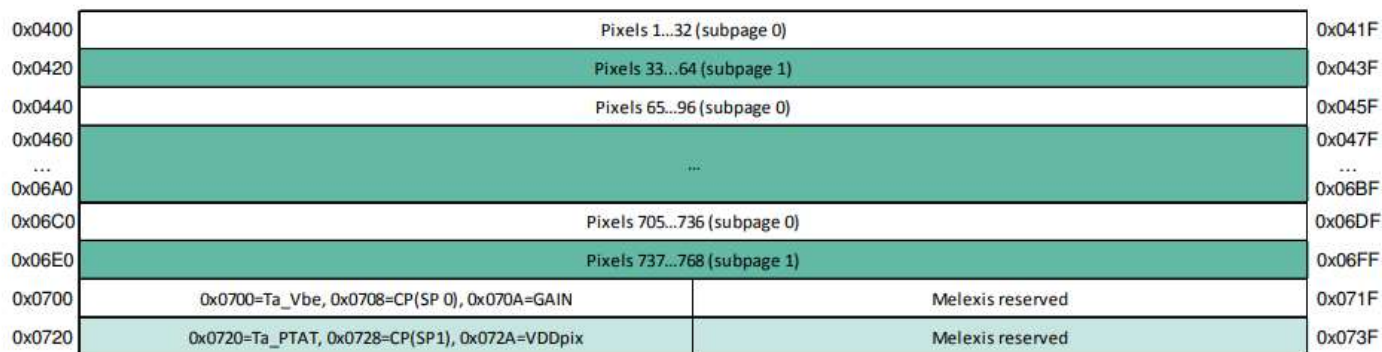 0x0400 Pixels 1...32 (subpage 0) 0x041F
0x0420 Pixels 33...64 (subpage 1) 0x043F
0x0440 Pixels 65...96 (subpage 0) 0x045F
0x0460 0x047F
... ... ...
0x06A0 0x06BF
0x06C0 Pixels 705...736 (subpage 0) 0x06DF
0x06E0 Pixels 737...768 (subpage 1) 0x06FF
0x0700 0x0700=Ta_Vbe, 0x0708=CP(SP 0), 0x070A=GAIN Melexis reserved 0x071F
0x0720 0x0720=Ta_PTAT, 0x0728=CP(SP1), 0x072A=VDDpix Melexis reserved 0x073F